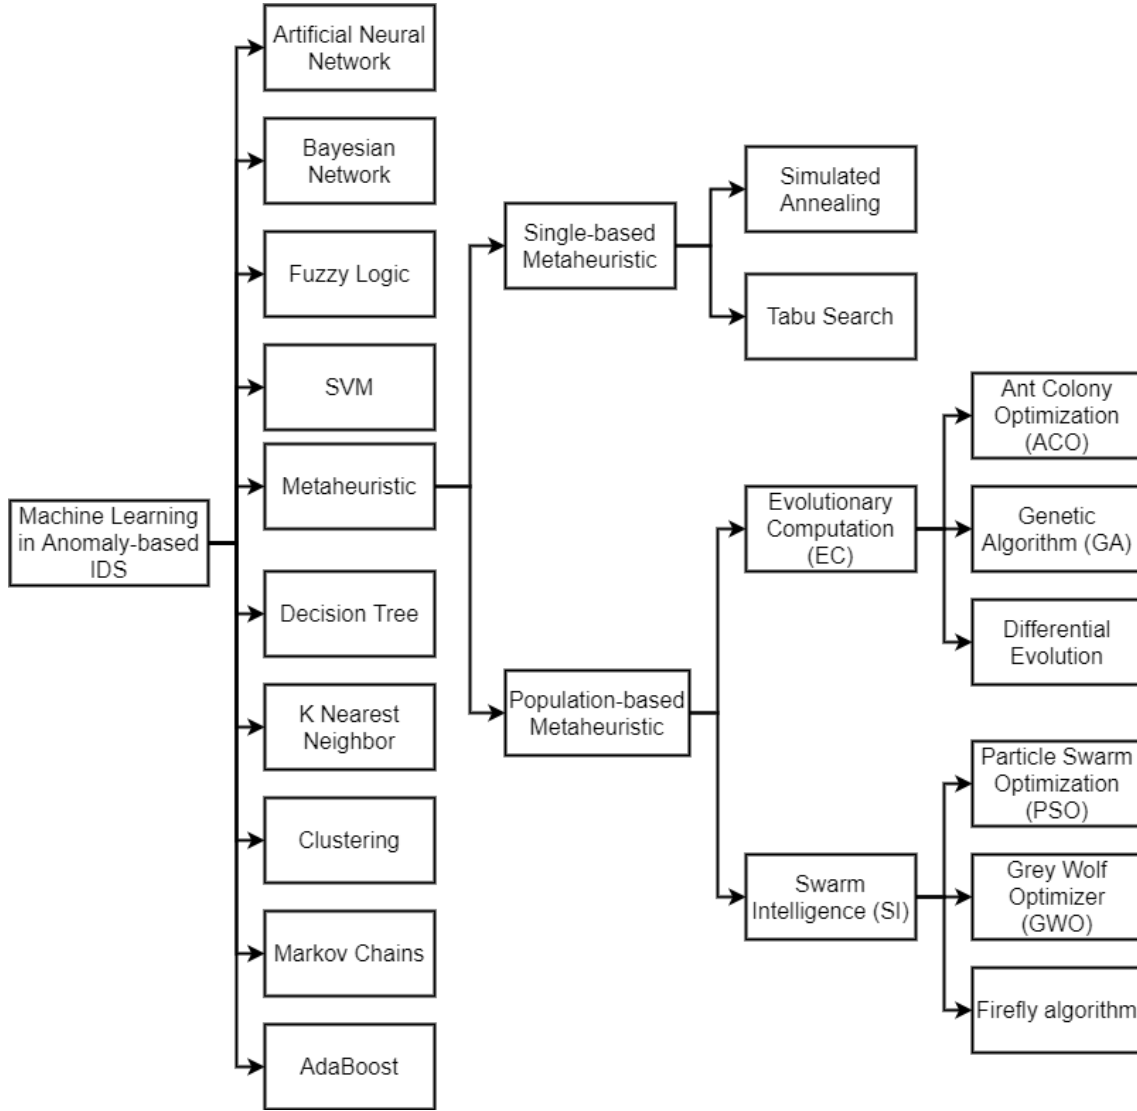 Machine Learning
in Anomaly-based
IDS
Artificial Neural
Network
Bayesian
Network
Fuzzy Logic
SVM
Metaheuristic
Decision Tree
K Nearest
Neighbor
Clustering
Markov Chains
AdaBoost
Single-based
Metaheuristic
Population-based
Metaheuristic
Simulated
Annealing
Tabu Search
Evolutionary
Computation
(EC)
Swarm
Intelligence (SI)
Ant Colony
Optimization
(ACO)
Genetic
Algorithm (GA)
Differential
Evolution
Particle Swarm
Optimization
(PSO)
Grey Wolf
Optimizer
(GWO)
Firefly algorithm